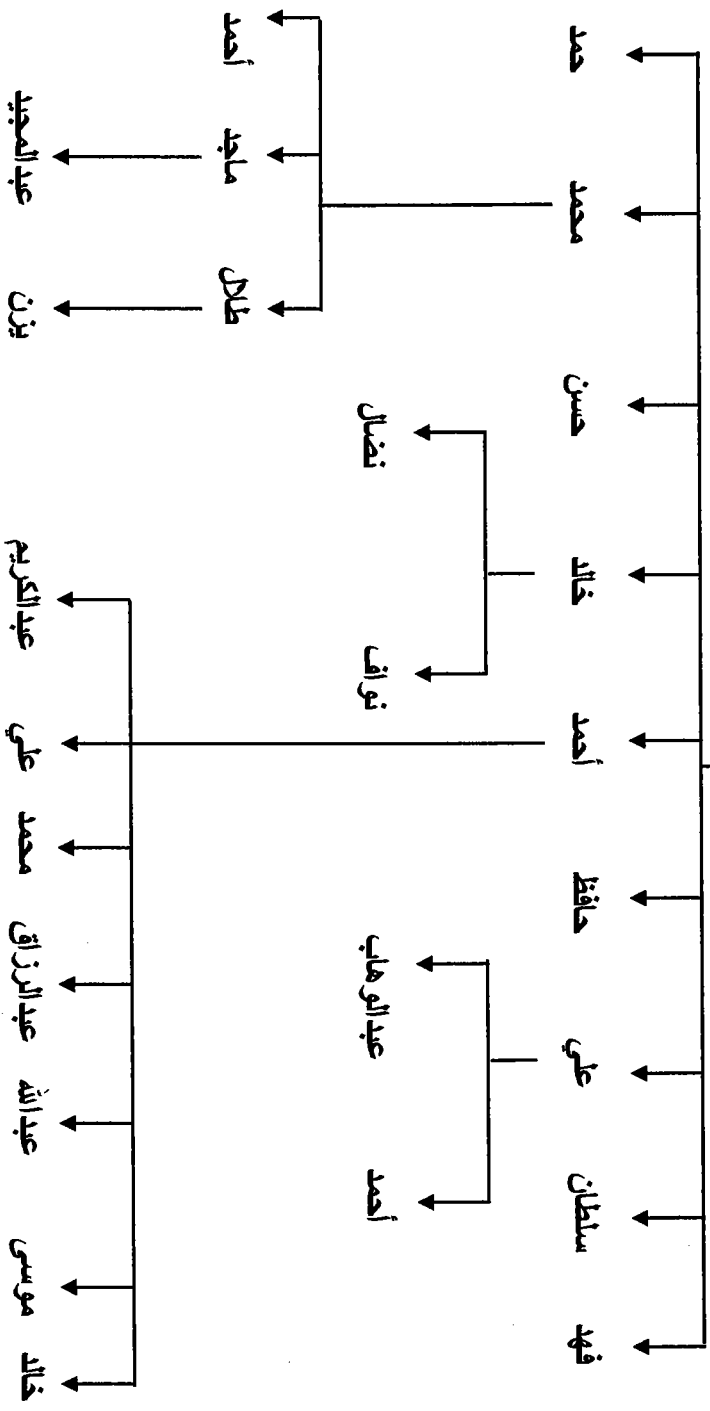 فهد سلطان علي حافظ أحمد خالد حسن محمد حمد
أحمد عبدالوهاب نواف نضال
طلال ماجد أحمد
خالد موسى عبدالله عبدالرزاق محمد علي عبدالكريم يزن عبدالمجيد